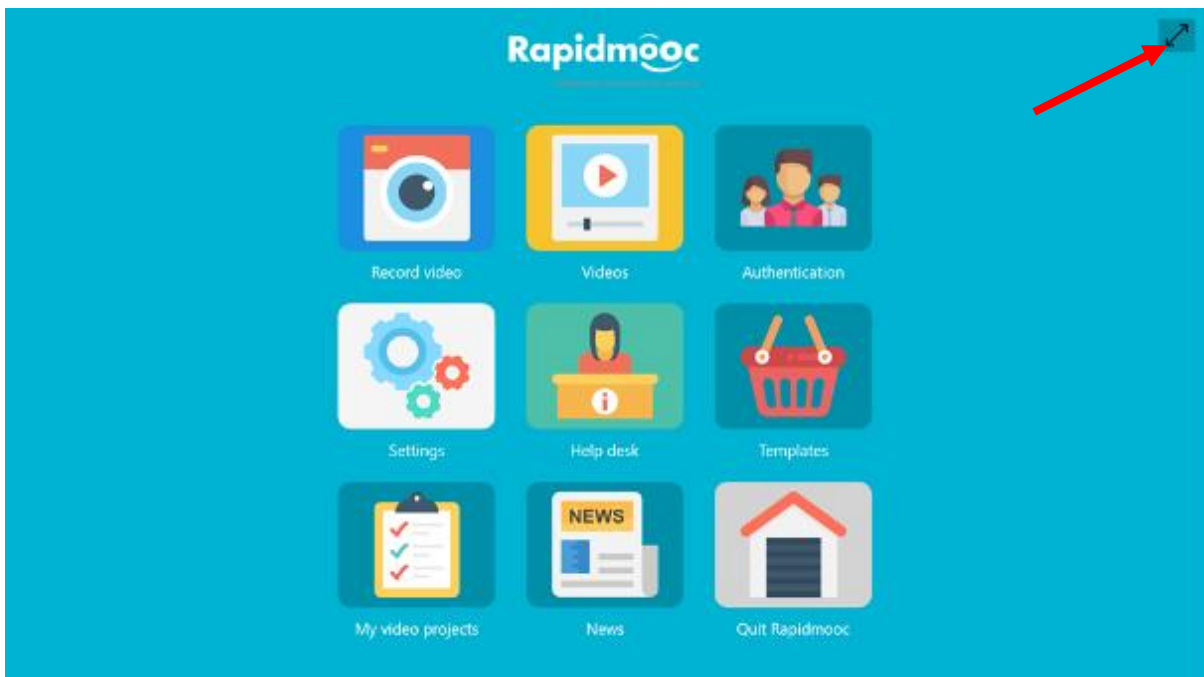 Rapidmooc
Record video
Videos
Authentication
Settings
Help desk
Templates
NEWS
My video projects
News
Quit Rapidmooc